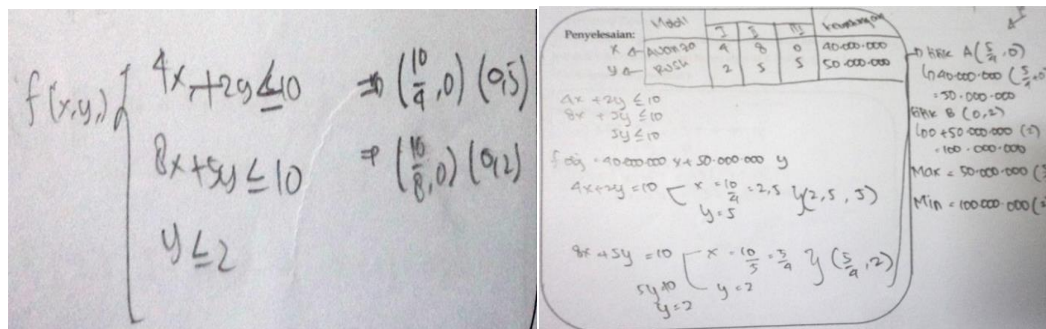 f(x,y)
4x+2y≤10 ⇒ (10/4,0) (0,5)
8x+5y≤10 ⇒ (10/8,0) (0,2)
y≤2
Penyelesaian:
Mobil I II III Keuntungan
x AVANZA 4 8 0 40.000.000
y RUSH 2 5 5 50.000.000
4x+2y≤10
8x+5y≤10
5y≤10
f obj = 40.000.000 x + 50.000.000 y
4x+2y=10 x=10/4=2,5 (2,5,5)
y=5
8x+5y=10 x=10/5=5/4 (5/4,2)
y=2
5y=10
y=2
A(5/4,0)
40.000.000 (5/4,0
=50.000.000
B(0,2)
+50.000.000 (2)
=100.000.000
Max = 50.000.000
Min = 100.000.000